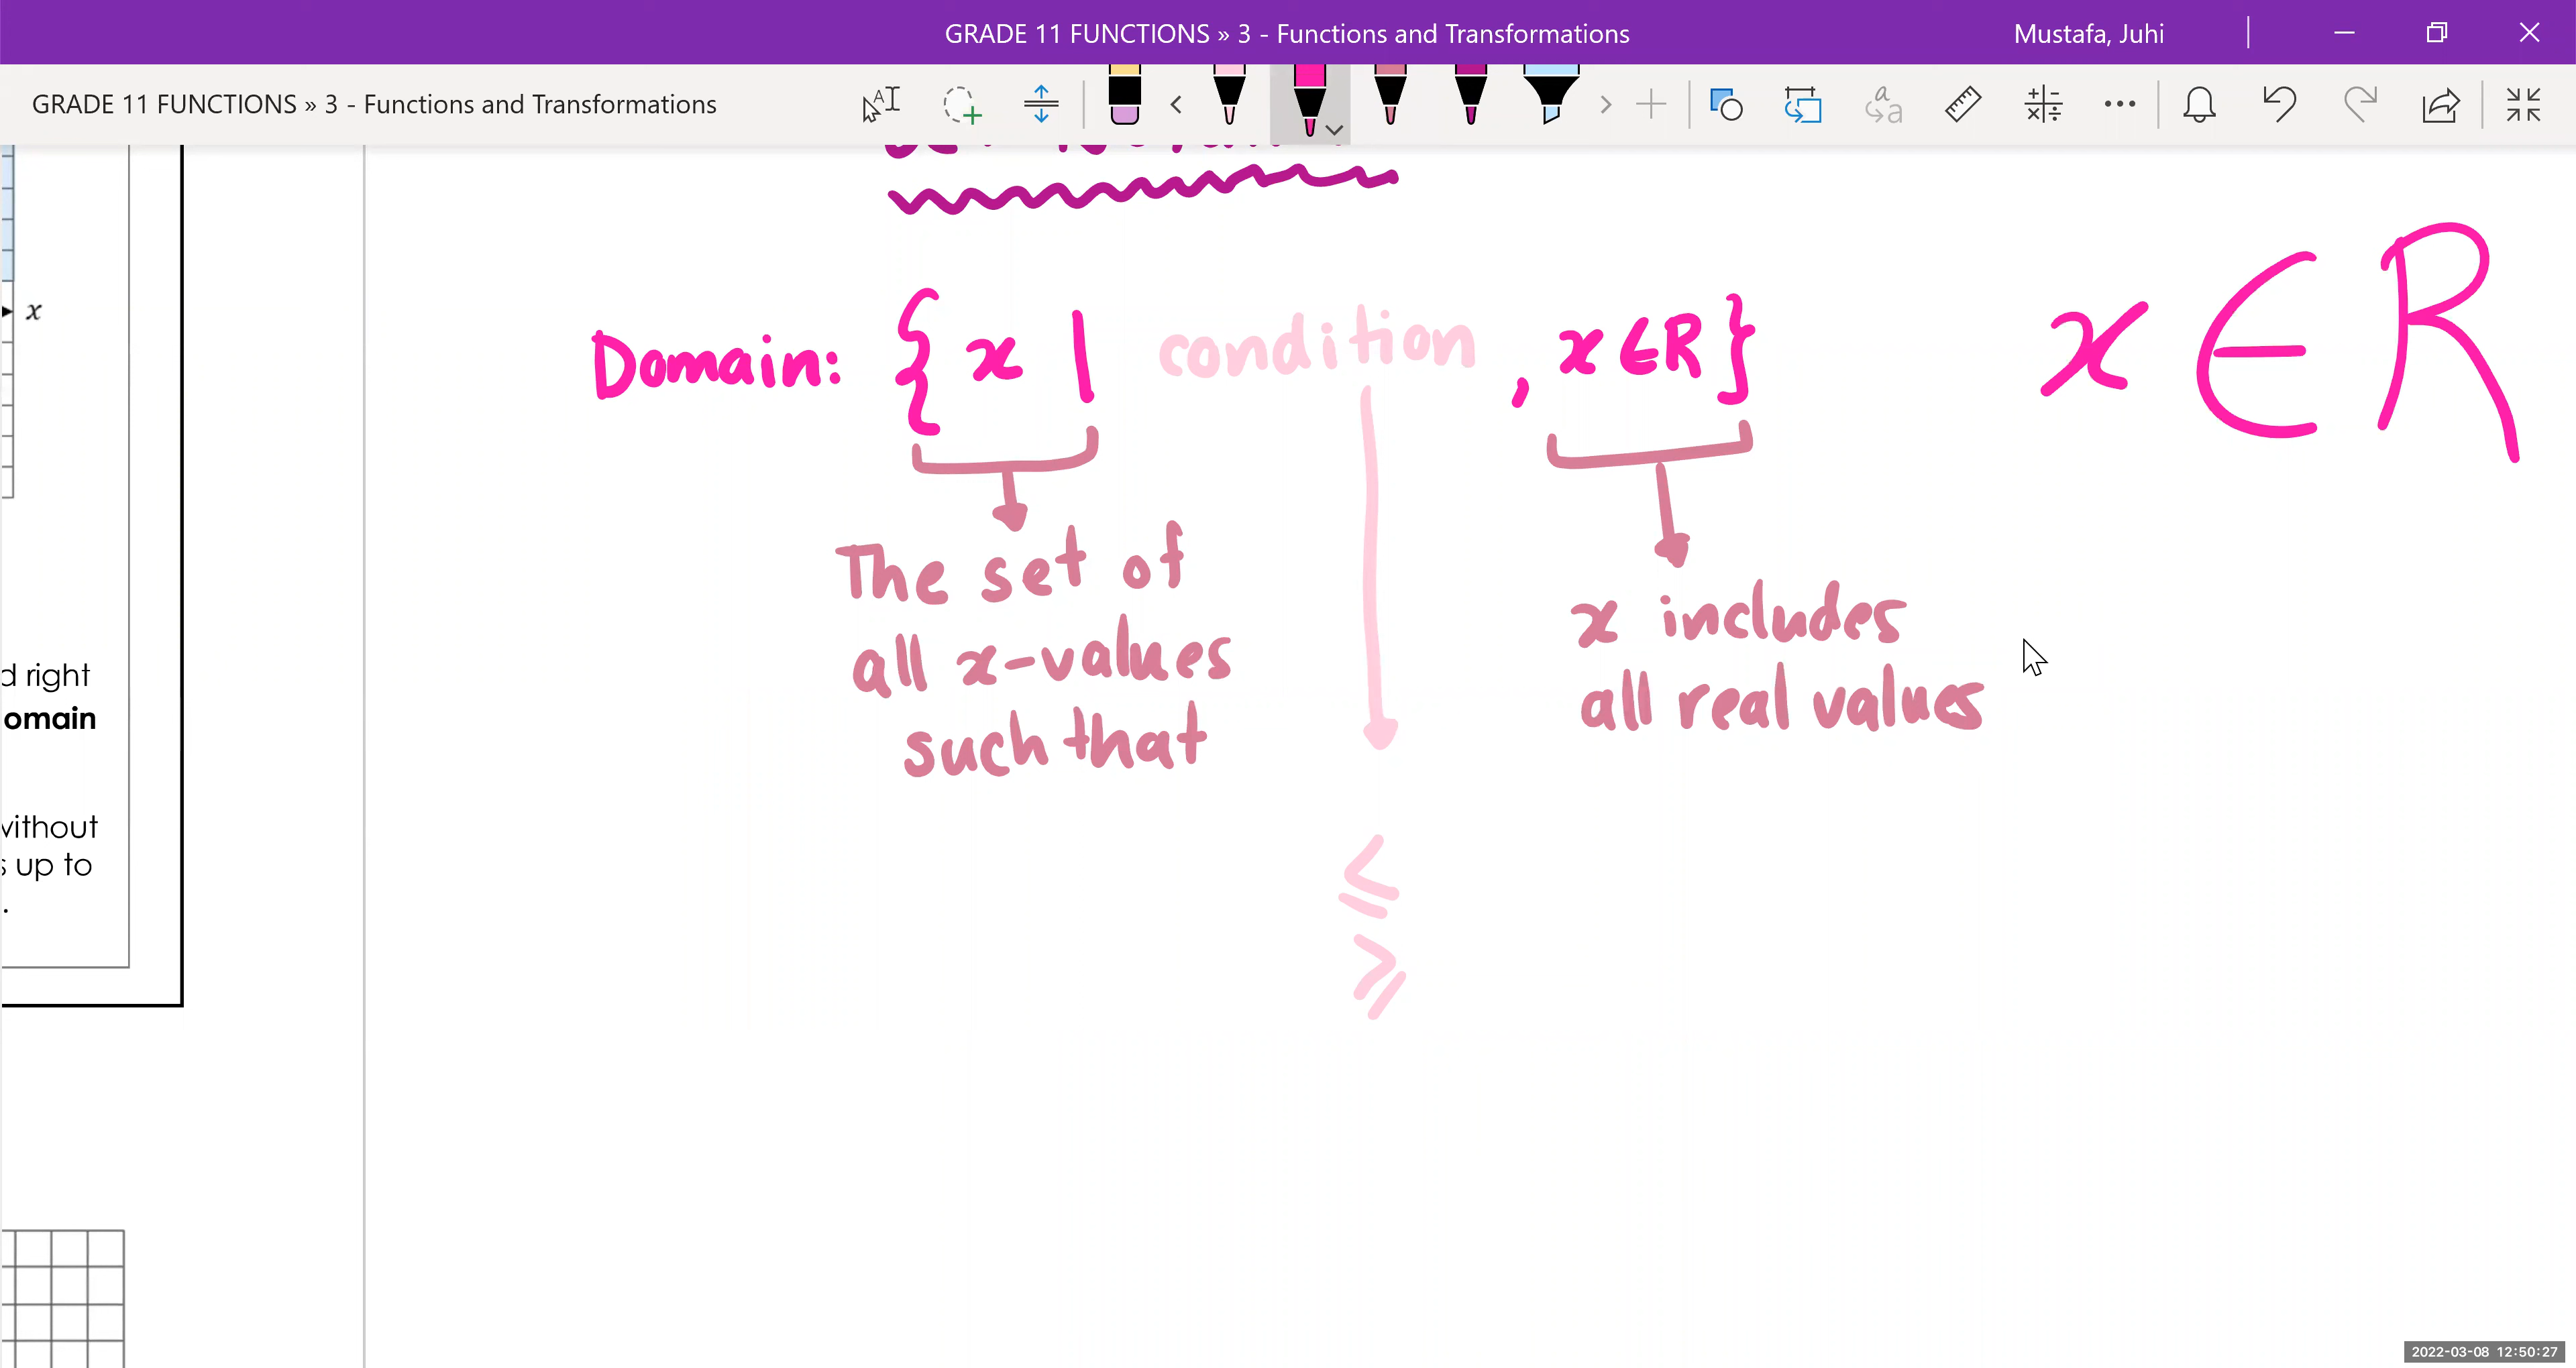 GRADE 11 FUNCTIONS » 3 - Functions and Transformations
Mustafa, Juhi
GRADE 11 FUNCTIONS » 3 - Functions and Transformations
Domain: { x | condition , x ∈ R }
x ∈ R
The set of
all x-values
such that
x includes
all real values
≤
≥
x
d right
omain
vithout
s up to
.
2022-03-08 12:50:27